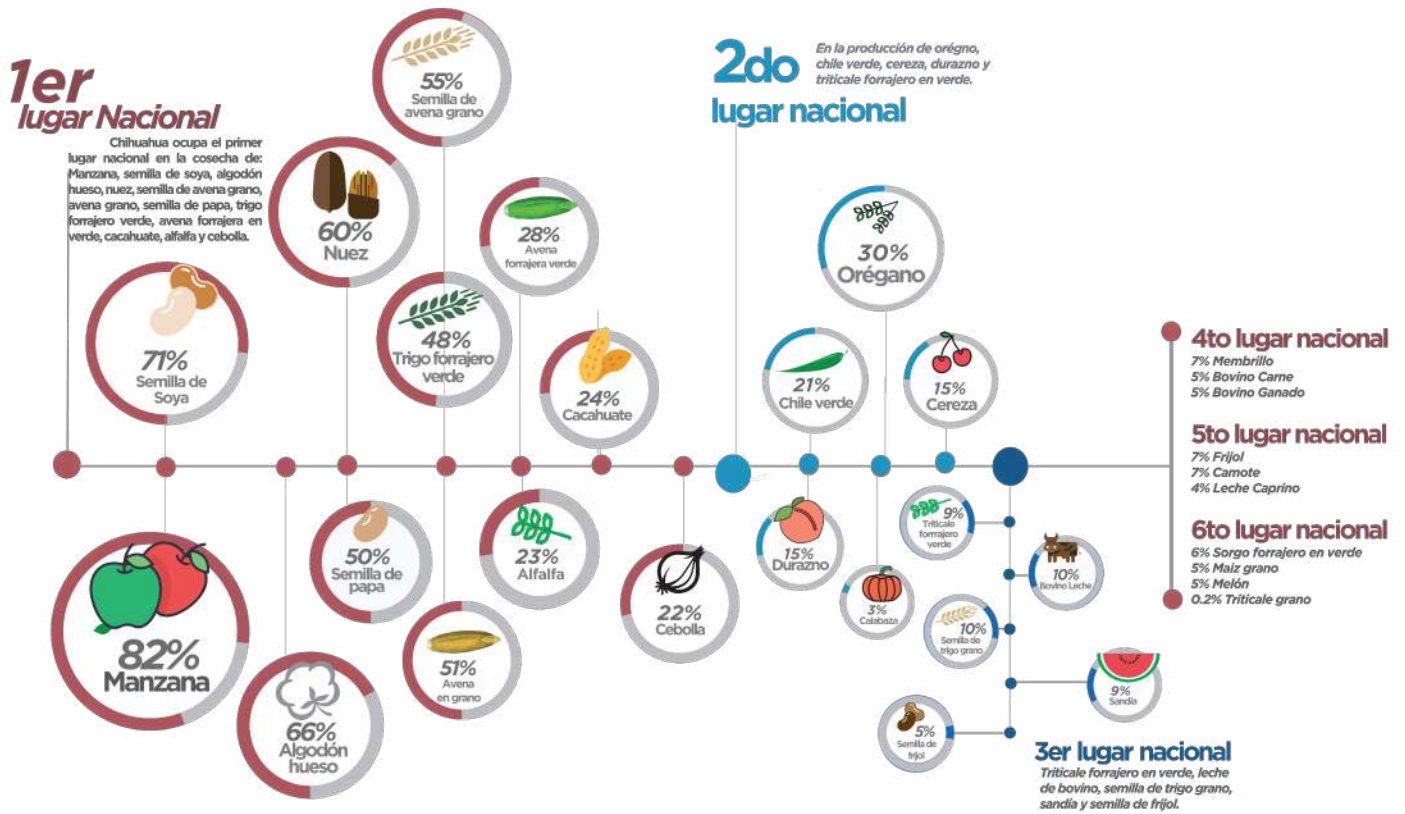 1er
lugar Nacional
Chihuahua ocupa el primer
lugar nacional en la cosecha de:
Manzana, semilla de soya, algodón
hueso, nuez, semilla de avena grano,
avena grano, semilla de papa, trigo
forrajero verde, avena forrajera en
verde, cacahuate, alfalfa y cebolla.
71%
Semilla de
Soya
60%
Nuez
55%
Semilla de
avena grano
48%
Trigo forrajero
verde
28%
Avena
forrajera verde
24%
Cacahuate
82%
Manzana
66%
Algodón
hueso
50%
Semilla de
papa
51%
Avena
en grano
23%
Alfalfa
22%
Cebolla
2do
lugar nacional
En la producción de orégno,
chile verde, cereza, durazno y
triticale forrajero en verde.
30%
Orégano
21%
Chile verde
15%
Cereza
15%
Durazno
3%
Calabaza
9%
Triticale
forrrajero
verde
10%
Bovino Leche
10%
Semilla de
trigo grano
9%
Sandía
5%
Semilla de
frijol
3er lugar nacional
Triticale forrajero en verde, leche
de bovino, semilla de trigo grano,
sandía y semilla de frijol.
4to lugar nacional
7% Membrillo
5% Bovino Carne
5% Bovino Ganado
5to lugar nacional
7% Frijol
7% Camote
4% Leche Caprino
6to lugar nacional
6% Sorgo forrajero en verde
5% Maiz grano
5% Melón
0.2% Triticale grano